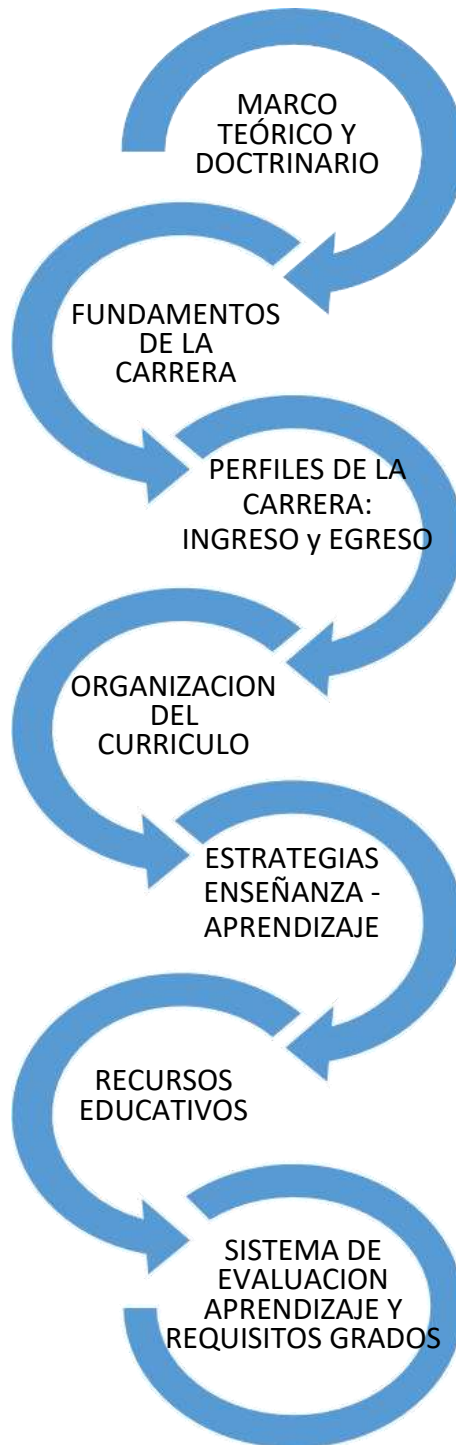 MARCO
TEÓRICO Y
DOCTRINARIO
FUNDAMENTOS
DE LA
CARRERA
PERFILES DE LA
CARRERA:
INGRESO y EGRESO
ORGANIZACION
DEL
CURRICULO
ESTRATEGIAS
ENSEÑANZA -
APRENDIZAJE
RECURSOS
EDUCATIVOS
SISTEMA DE
EVALUACION
APRENDIZAJE Y
REQUISITOS GRADOS